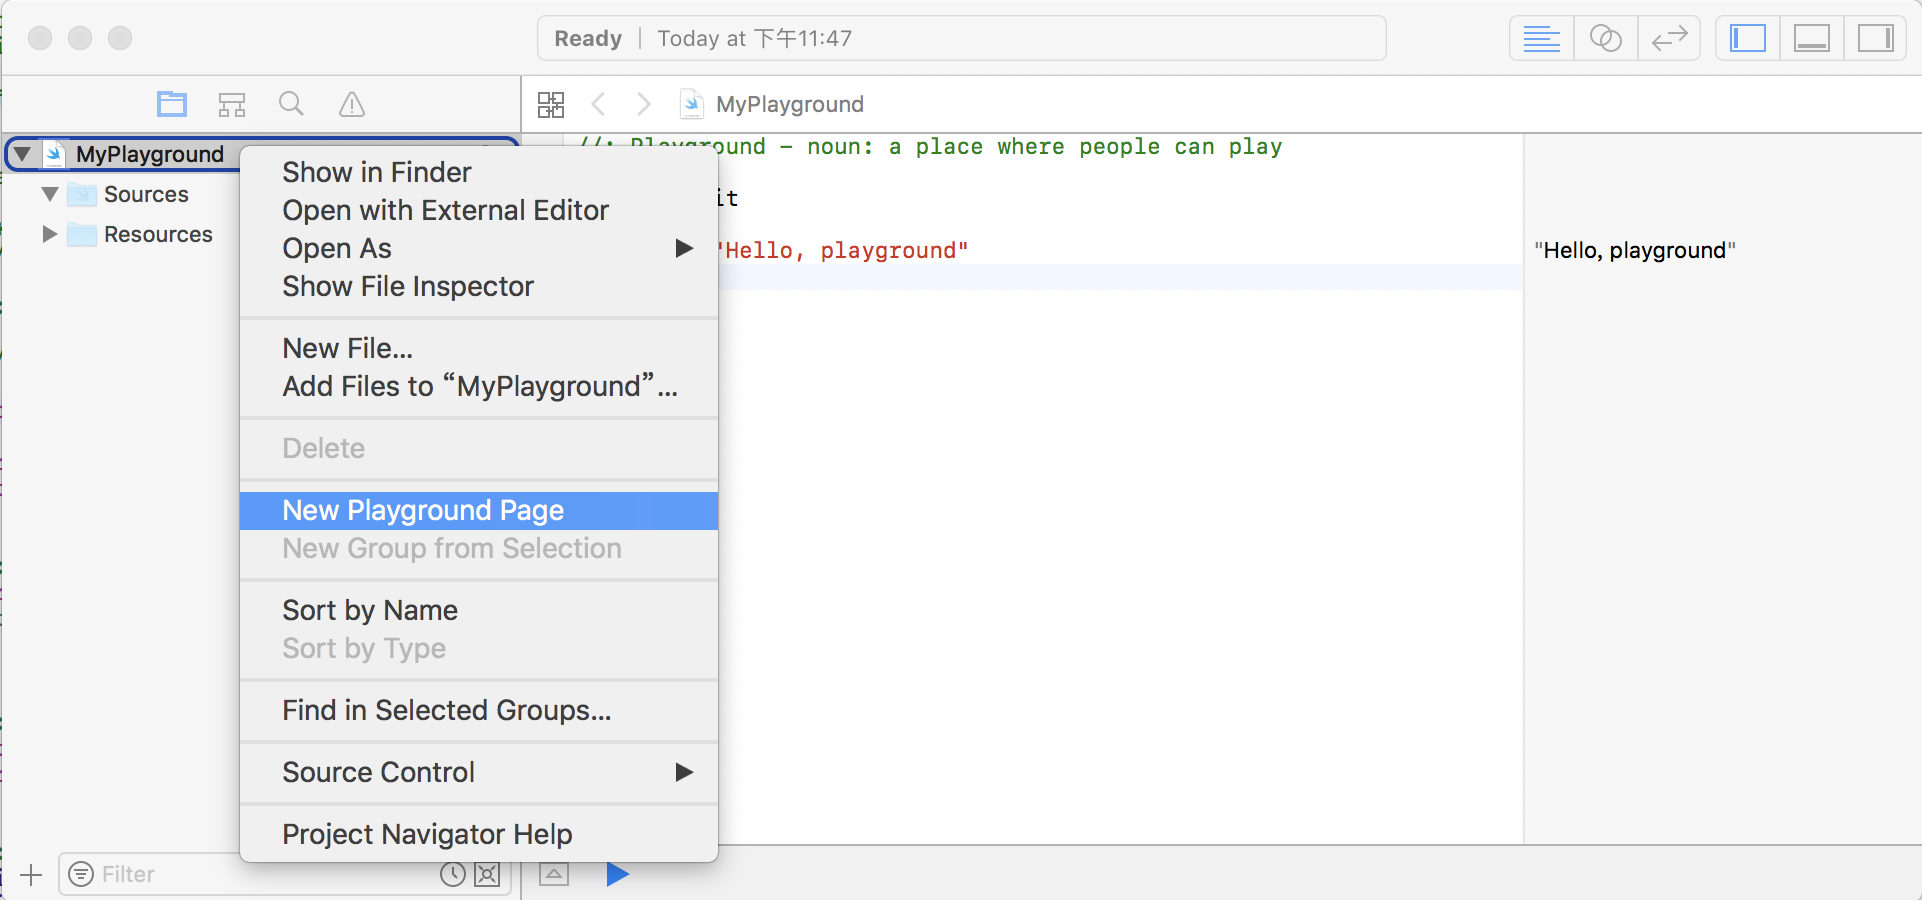 Ready | Today at 下午11:47
MyPlayground
MyPlayground
Sources
Resources
//: Playground - noun: a place where people can play
it
"Hello, playground"
"Hello, playground"
Show in Finder
Open with External Editor
Open As
Show File Inspector
New File...
Add Files to “MyPlayground”...
Delete
New Playground Page
New Group from Selection
Sort by Name
Sort by Type
Find in Selected Groups...
Source Control
Project Navigator Help
Filter